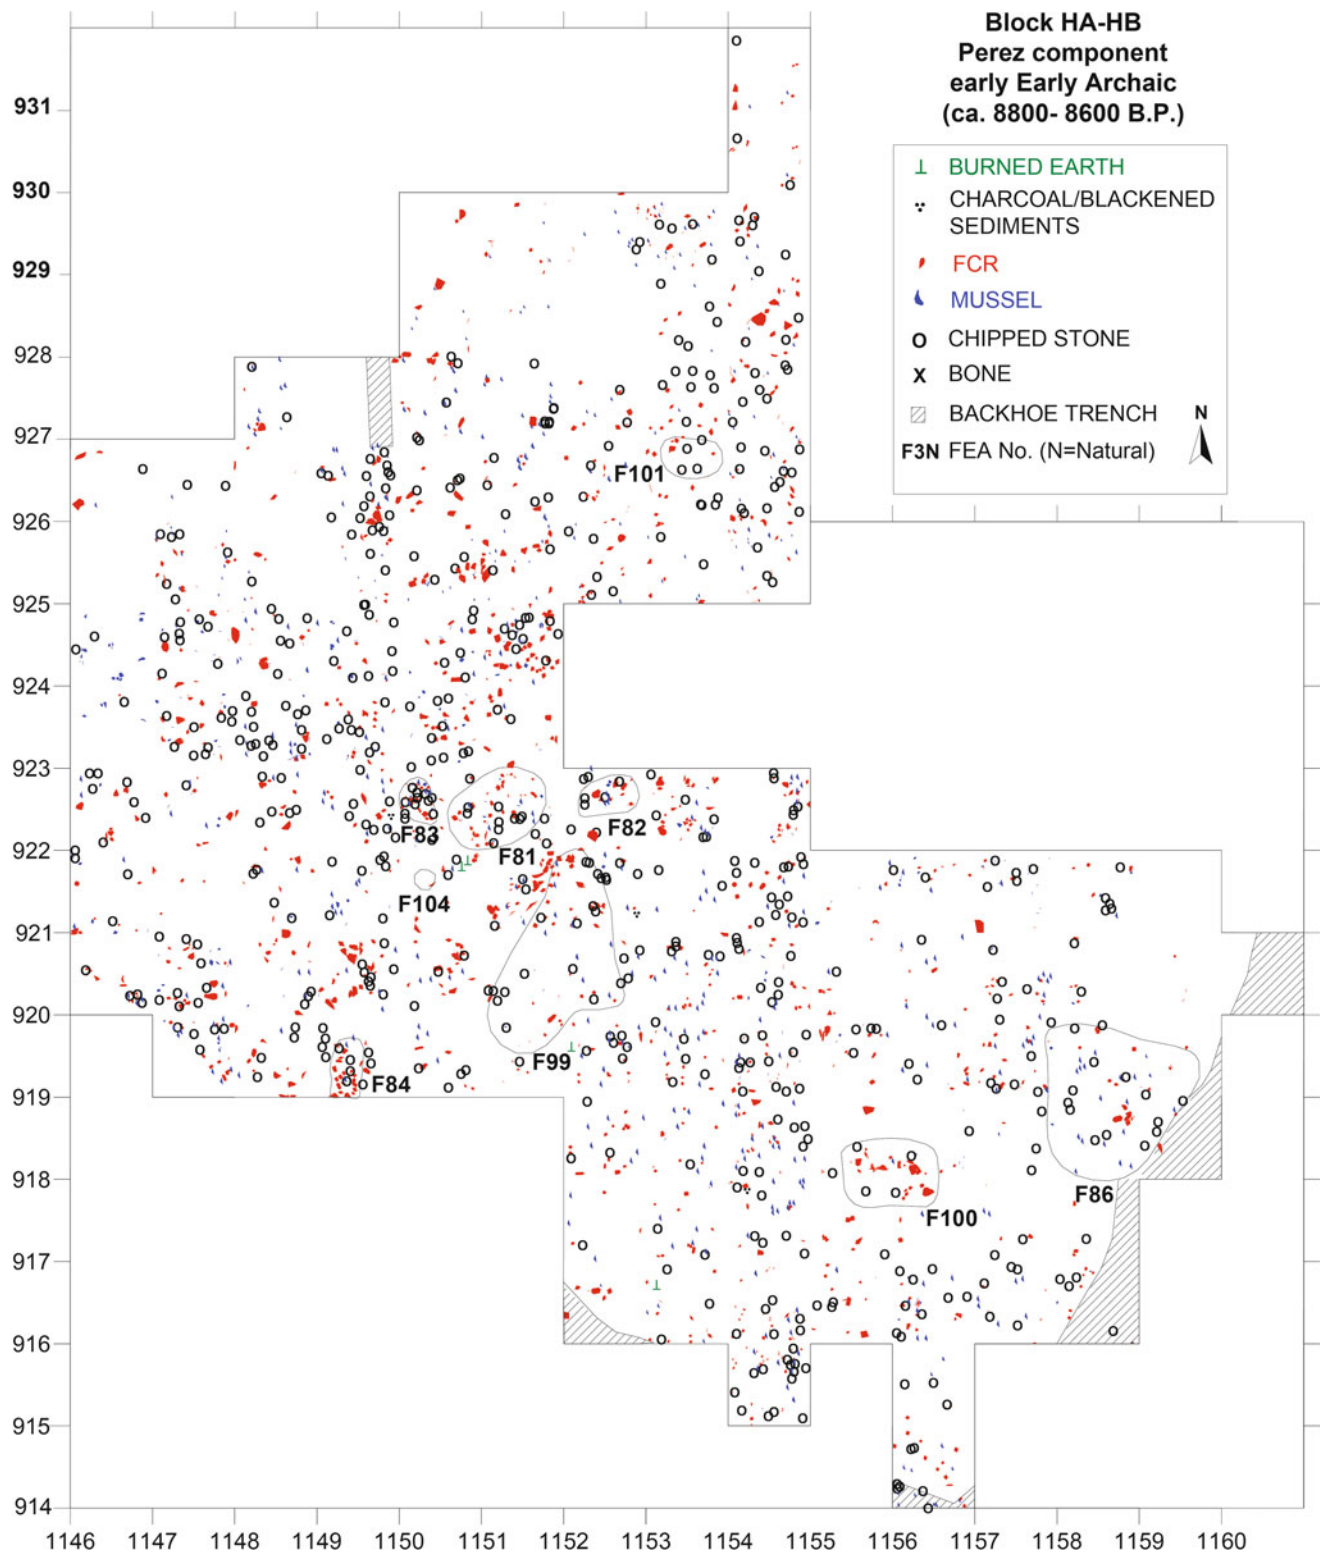 Block HA-HB
Perez component
early Early Archaic
(ca. 8800- 8600 B.P.)
BURNED EARTH
CHARCOAL/BLACKENED
SEDIMENTS
FCR
MUSSEL
O CHIPPED STONE
X BONE
BACKHOE TRENCH
N
F3N FEA No. (N=Natural)
931
930
929
928
927
926
925
924
923
922
921
920
919
918
917
916
915
914
F101
F83
F81
F82
F104
F99
F84
F86
F100
1146 1147 1148 1149 1150 1151 1152 1153 1154 1155 1156 1157 1158 1159 1160